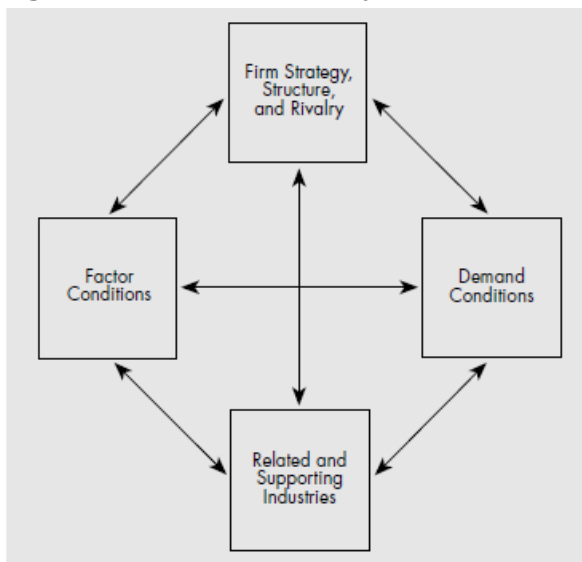 Firm Strategy,
Structure,
and Rivalry
Factor
Conditions
Demand
Conditions
Related and
Supporting
Industries